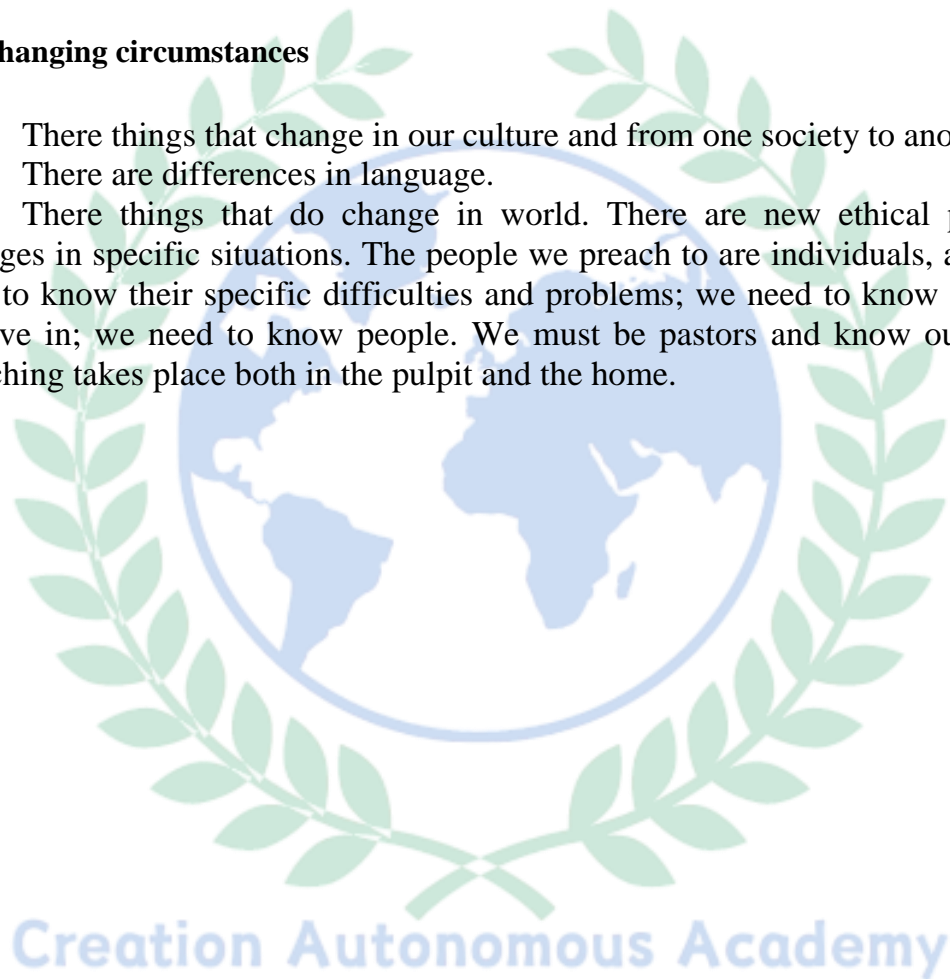 hanging circumstances
There things that change in our culture and from one society to ano
There are differences in language.
There things that do change in world. There are new ethical p
ges in specific situations. The people we preach to are individuals, a
to know their specific difficulties and problems; we need to know
ve in; we need to know people. We must be pastors and know ou
ching takes place both in the pulpit and the home.
Creation Autonomous Academy